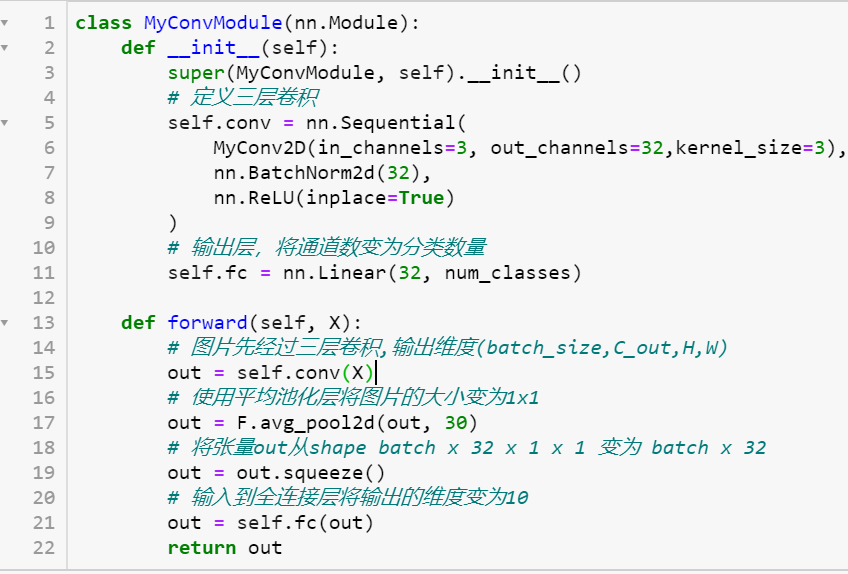 1 class MyConvModule(nn.Module):
2     def __init__(self):
3         super(MyConvModule, self).__init__()
4         # 定义三层卷积
5         self.conv = nn.Sequential(
6             MyConv2D(in_channels=3, out_channels=32,kernel_size=3),
7             nn.BatchNorm2d(32),
8             nn.ReLU(inplace=True)
9         )
10         # 输出层，将通道数变为分类数量
11         self.fc = nn.Linear(32, num_classes)
12
13     def forward(self, X):
14         # 图片先经过三层卷积,输出维度(batch_size,C_out,H,W)
15         out = self.conv(X)
16         # 使用平均池化层将图片的大小变为1x1
17         out = F.avg_pool2d(out, 30)
18         # 将张量out从shape batch x 32 x 1 x 1 变为 batch x 32
19         out = out.squeeze()
20         # 输入到全连接层将输出的维度变为10
21         out = self.fc(out)
22         return out